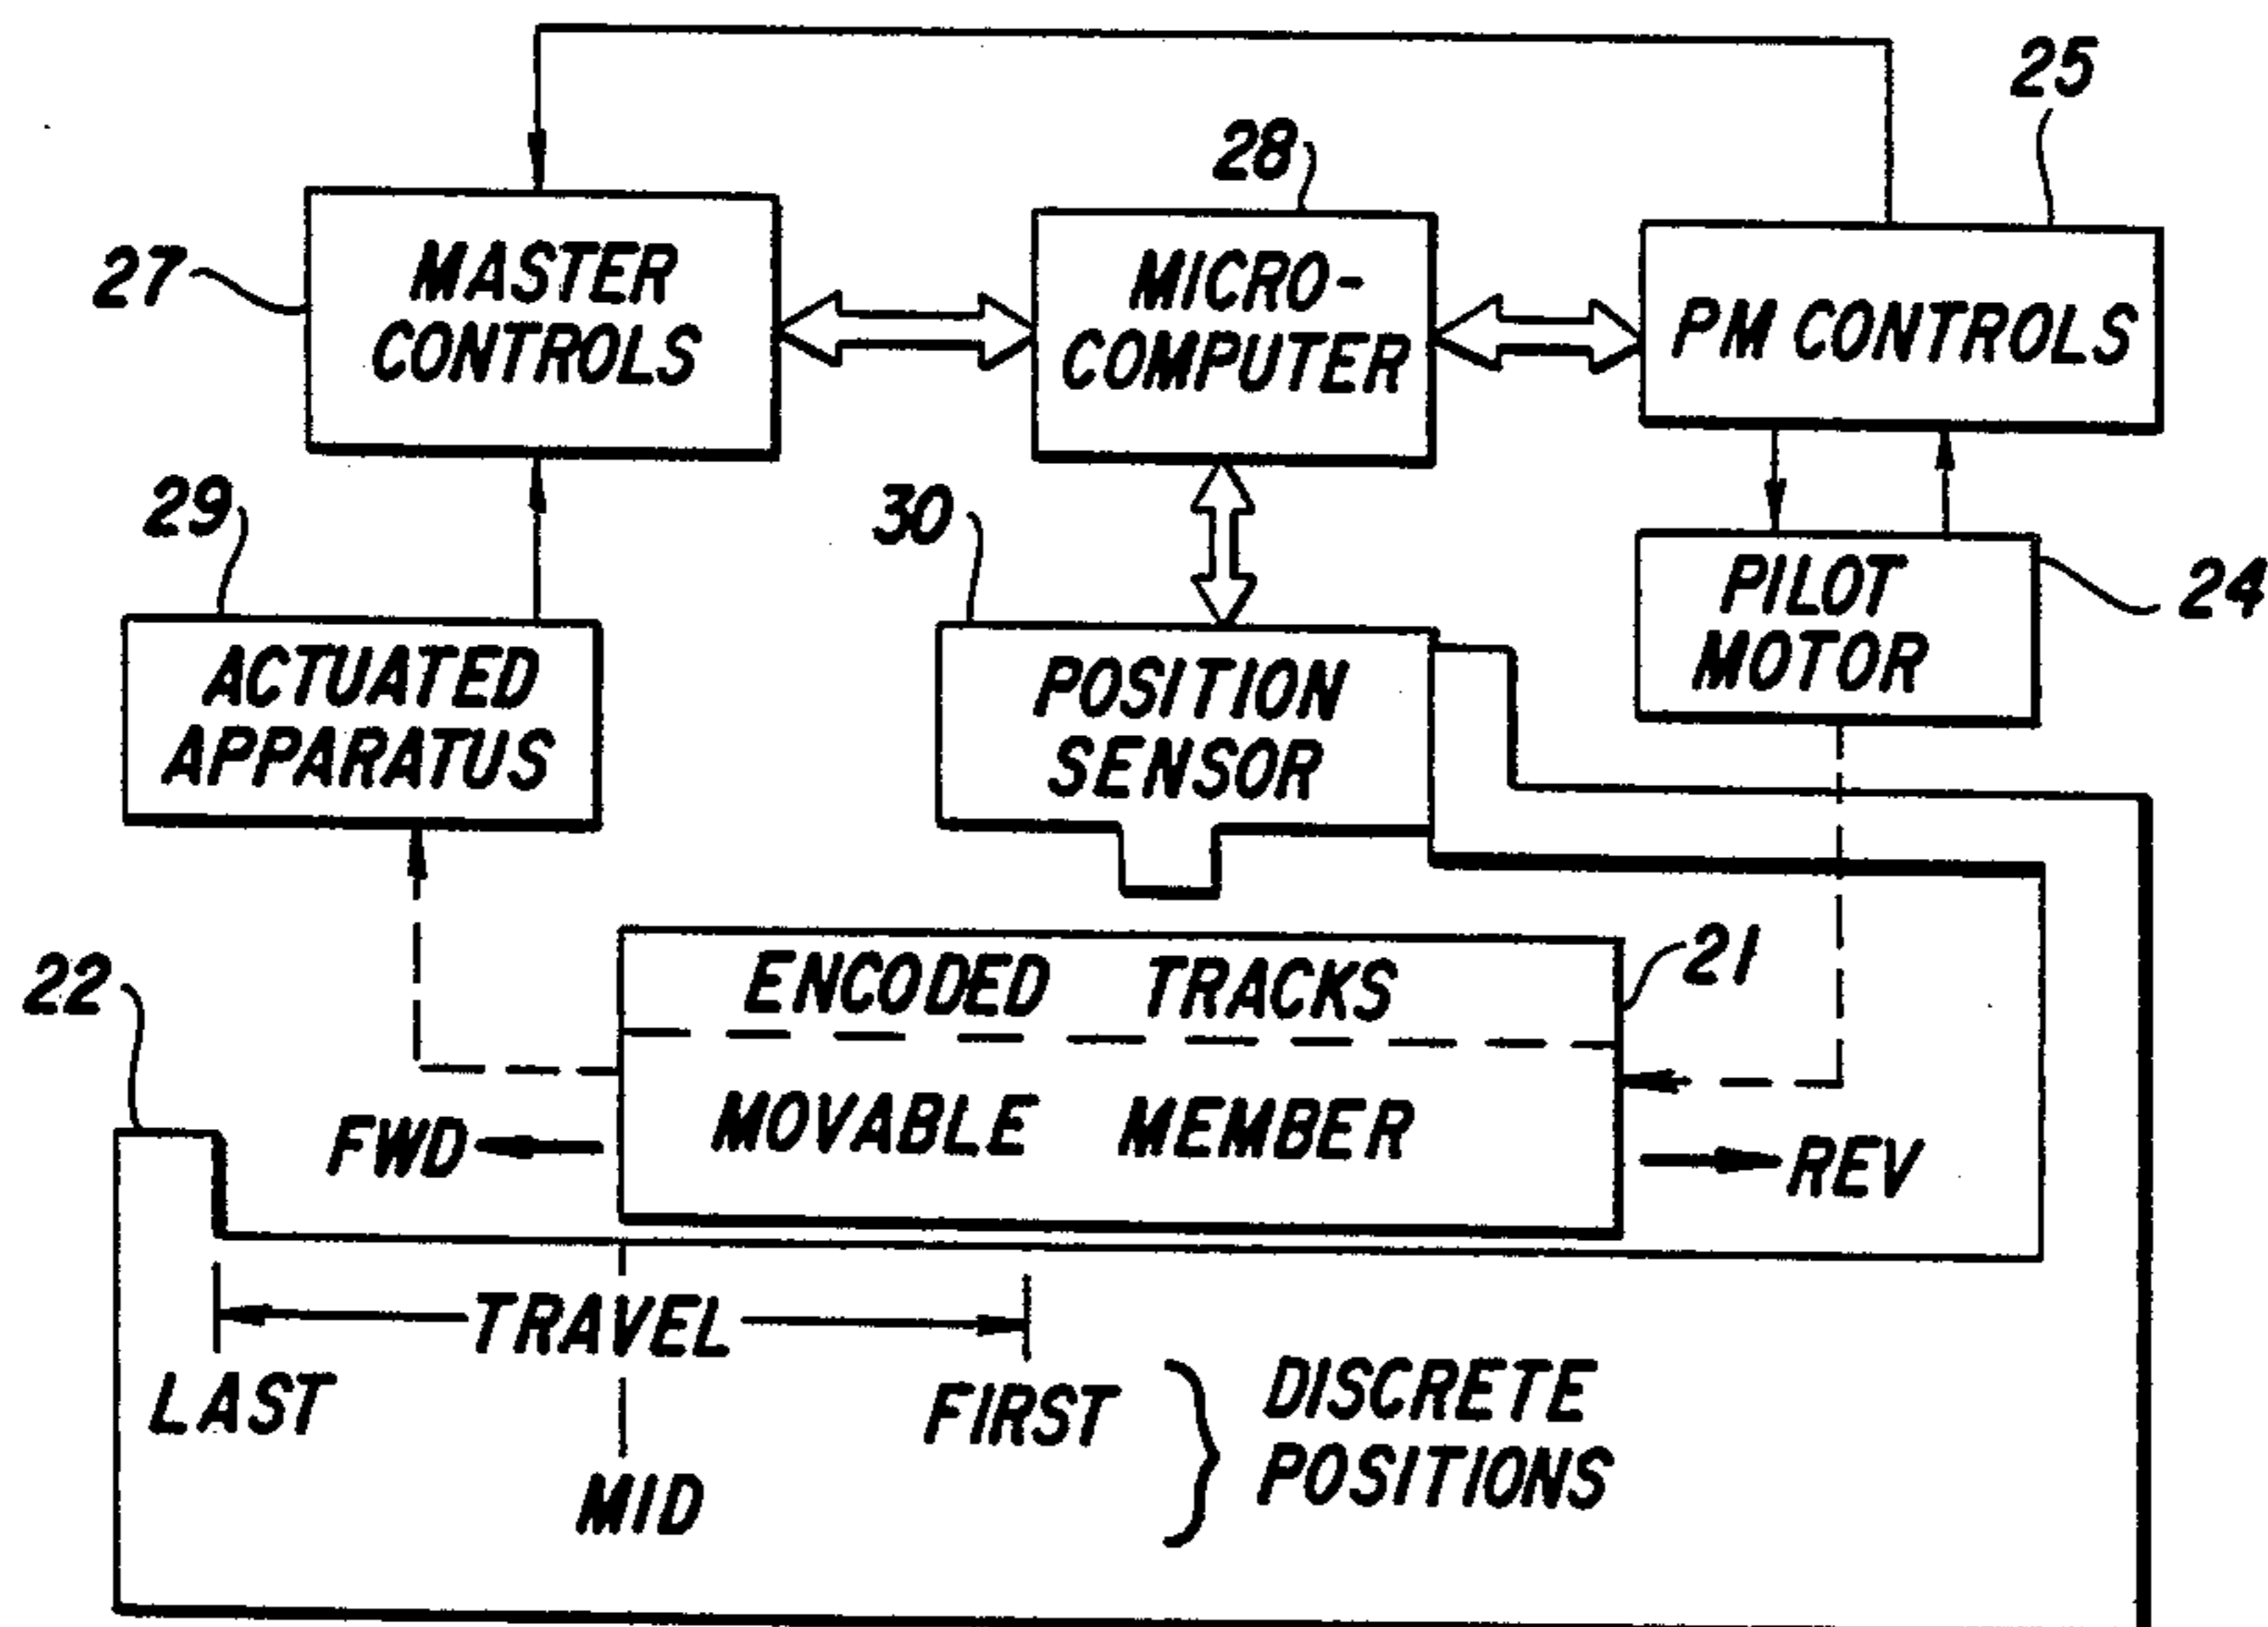 25
28
27
MASTER
CONTROLS
MICRO-
COMPUTER
PM CONTROLS
29
30
24
PILOT
MOTOR
ACTUATED
APPARATUS
POSITION
SENSOR
22
21
ENCODED TRACKS
MOVABLE MEMBER
FWD
REV
TRAVEL
LAST
FIRST
MID
DISCRETE
POSITIONS